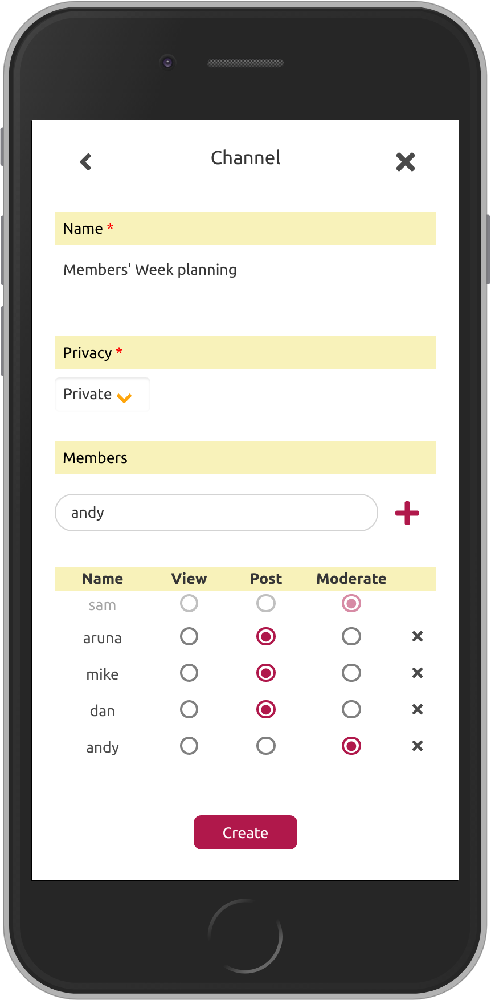 Channel
Name *
Members' Week planning
Privacy *
Private
Members
andy
Name View Post Moderate
sam
aruna
mike
dan
andy
Create